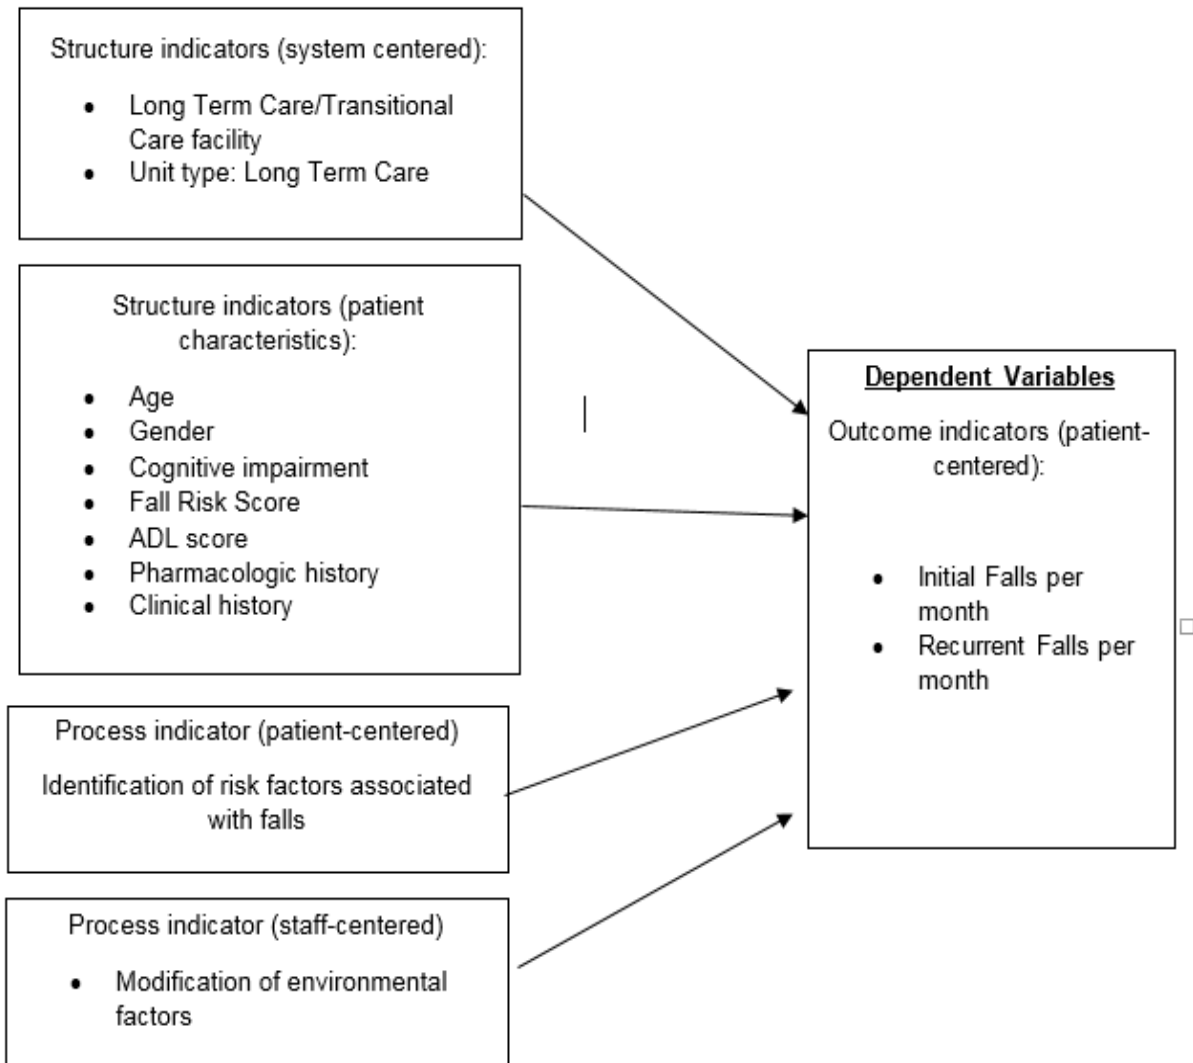 Structure indicators (system centered):
• Long Term Care/Transitional
Care facility
• Unit type: Long Term Care
Structure indicators (patient
characteristics):
• Age
• Gender
• Cognitive impairment
• Fall Risk Score
• ADL score
• Pharmacologic history
• Clinical history
Process indicator (patient-centered)
Identification of risk factors associated
with falls
Process indicator (staff-centered)
• Modification of environmental
factors
Dependent Variables
Outcome indicators (patient-
centered):
• Initial Falls per
month
• Recurrent Falls per
month